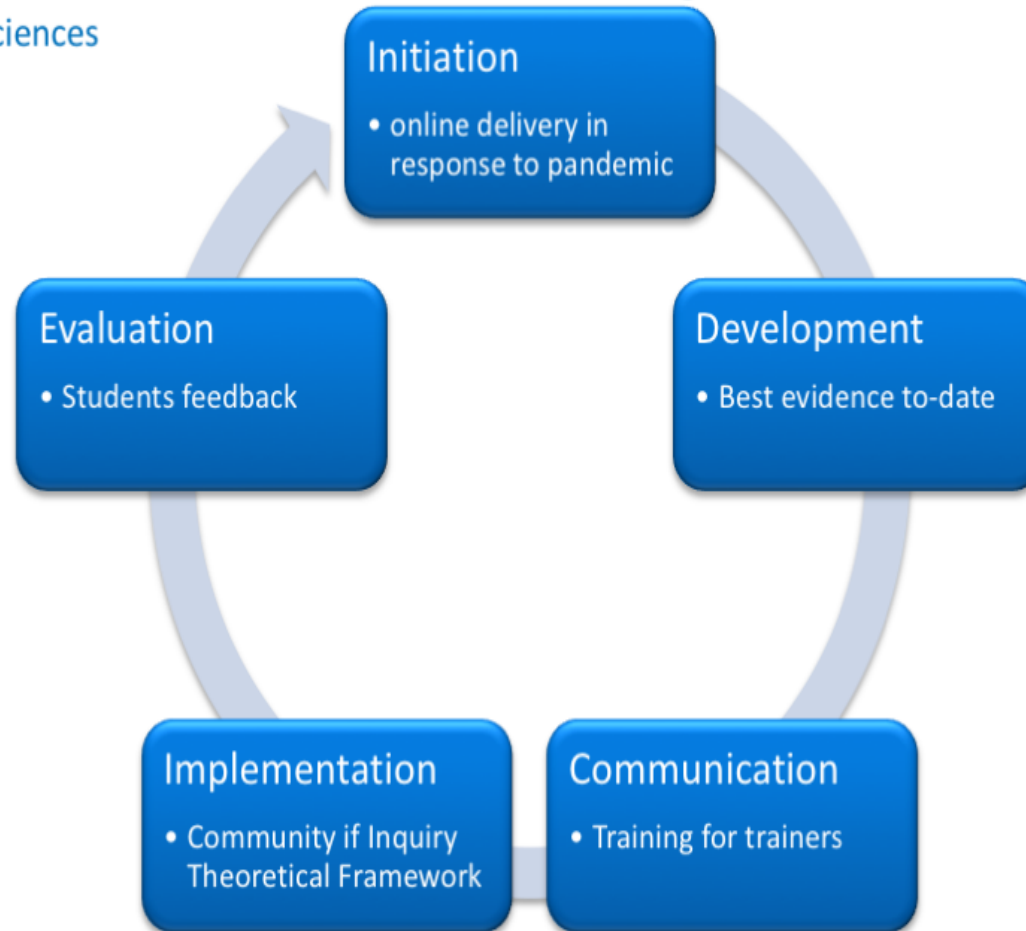 Initiation
• online delivery in
response to pandemic
Development
• Best evidence to-date
Communication
• Training for trainers
Implementation
• Community if Inquiry
Theoretical Framework
Evaluation
• Students feedback